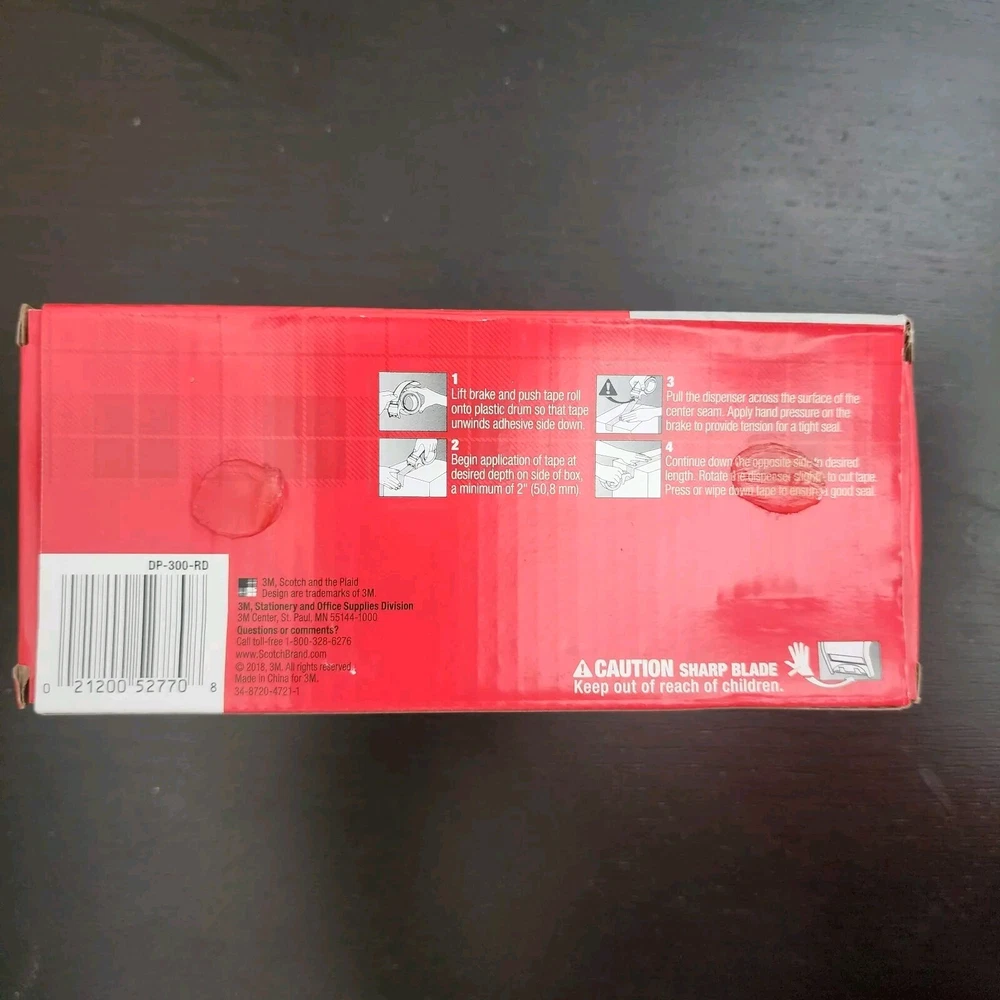 1
Lift brake and push tape roll
onto plastic drum so that tape
unwinds adhesive side down.
2
Begin application of tape at
desired depth on side of box,
a minimum of 2" (50,8 mm).
3
Pull the dispenser across the surface of the
center seam. Apply hand pressure on the
brake to provide tension for a tight seal.
4
Continue down the opposite side to desired
length. Rotate the dispenser slightly to cut tape.
Press or wipe down tape to ensure a good seal.
DP-300-RD
0 21200 52770 8
3M, Scotch and the Plaid
Design are trademarks of 3M.
3M, Stationery and Office Supplies Division
3M Center, St. Paul, MN 55144-1000
Questions or comments?
Call toll-free 1-800-328-6276
www.ScotchBrand.com
© 2018, 3M. All rights reserved.
Made in China for 3M.
34-8720-4721-1
CAUTION SHARP BLADE
Keep out of reach of children.